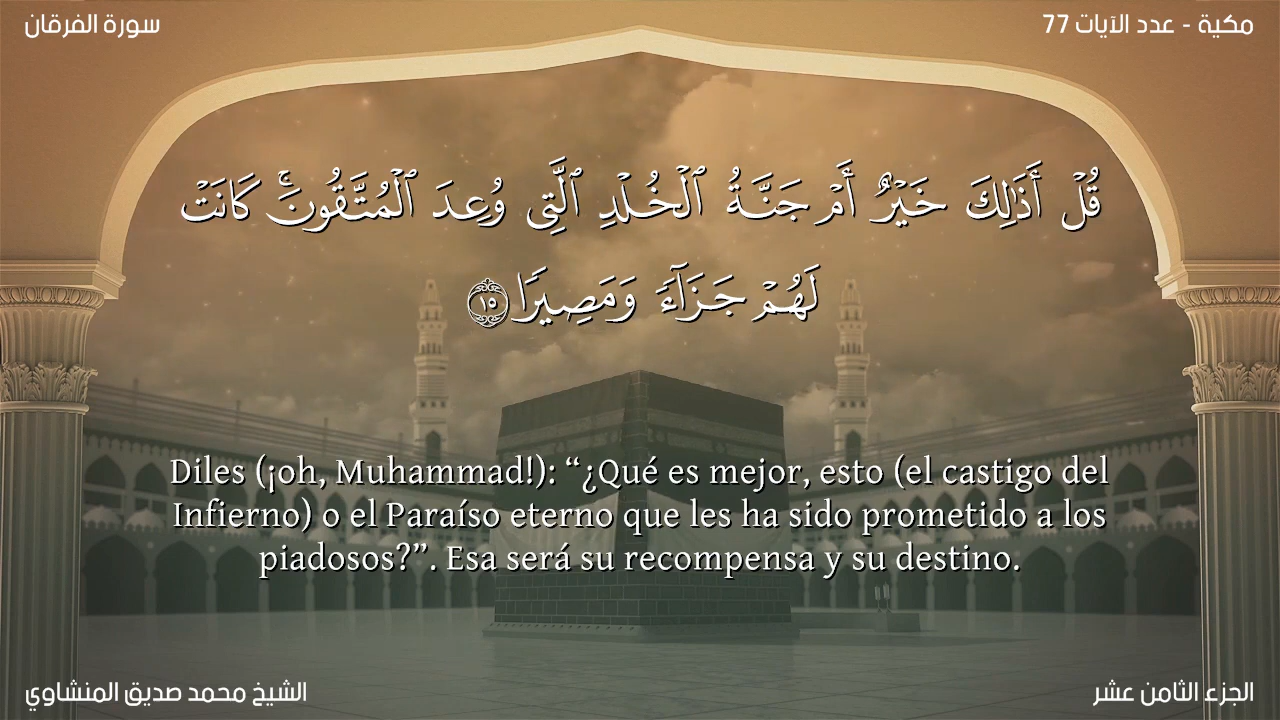 سورة الفرقان
مكية - عدد الآيات 77
قُلۡ أَذَٰلِكَ خَيۡرٌ أَمۡ جَنَّةُ ٱلۡخُلۡدِ ٱلَّتِي وُعِدَ ٱلۡمُتَّقُونَۚ كَانَتۡ
لَهُمۡ جَزَآءٗ وَمَصِيرٗا ١٥
Diles (¡oh, Muhammad!): “¿Qué es mejor, esto (el castigo del
Infierno) o el Paraíso eterno que les ha sido prometido a los
piadosos?”. Esa será su recompensa y su destino.
الشيخ محمد صديق المنشاوي
الجزء الثامن عشر